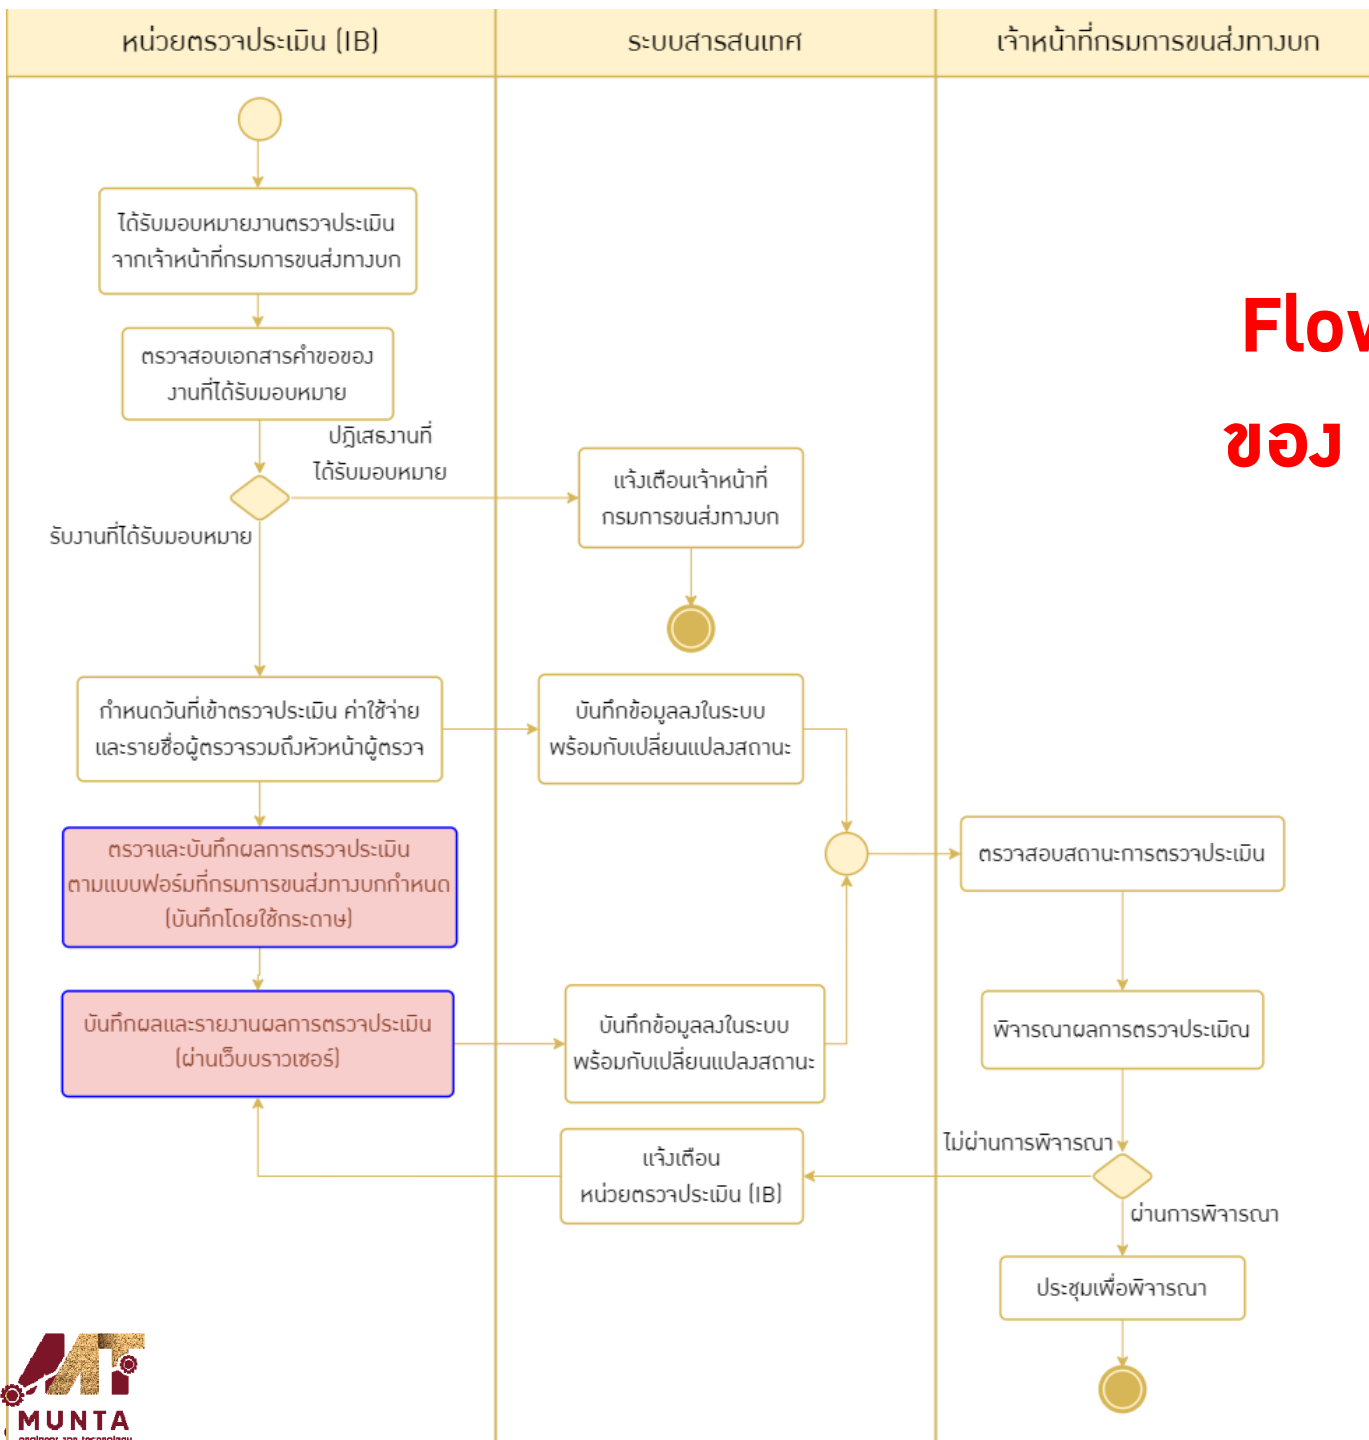 หน่วยตรวจประเมิน (IB)
ระบบสารสนเทศ
เจ้าหน้าที่กรมการขนส่งทางบก
ได้รับมอบหมายงานตรวจประเมิน
จากเจ้าหน้าที่กรมการขนส่งทางบก
ตรวจสอบเอกสารคำขอของ
งานที่ได้รับมอบหมาย
ปฏิเสธงานที่
ได้รับมอบหมาย
แจ้งเตือนเจ้าหน้าที่
กรมการขนส่งทางบก
รับงานที่ได้รับมอบหมาย
Flow
ของ
กำหนดวันที่เข้าตรวจประเมิน ค่าใช้จ่าย
และรายชื่อผู้ตรวจรวมถึงหัวหน้าผู้ตรวจ
บันทึกข้อมูลลงในระบบ
พร้อมกับเปลี่ยนแปลงสถานะ
ตรวจและบันทึกผลการตรวจประเมิน
ตามแบบฟอร์มที่กรมการขนส่งทางบกกำหนด
(บันทึกโดยใช้กระดาษ)
ตรวจสอบสถานะการตรวจประเมิน
บันทึกผลและรายงานผลการตรวจประเมิน
(ผ่านเว็บบราวเซอร์)
บันทึกข้อมูลลงในระบบ
พร้อมกับเปลี่ยนแปลงสถานะ
พิจารณาผลการตรวจประเมิณ
แจ้งเตือน
หน่วยตรวจประเมิน (IB)
ไม่ผ่านการพิจารณา
ผ่านการพิจารณา
ประชุมเพื่อพิจารณา
MUNTA